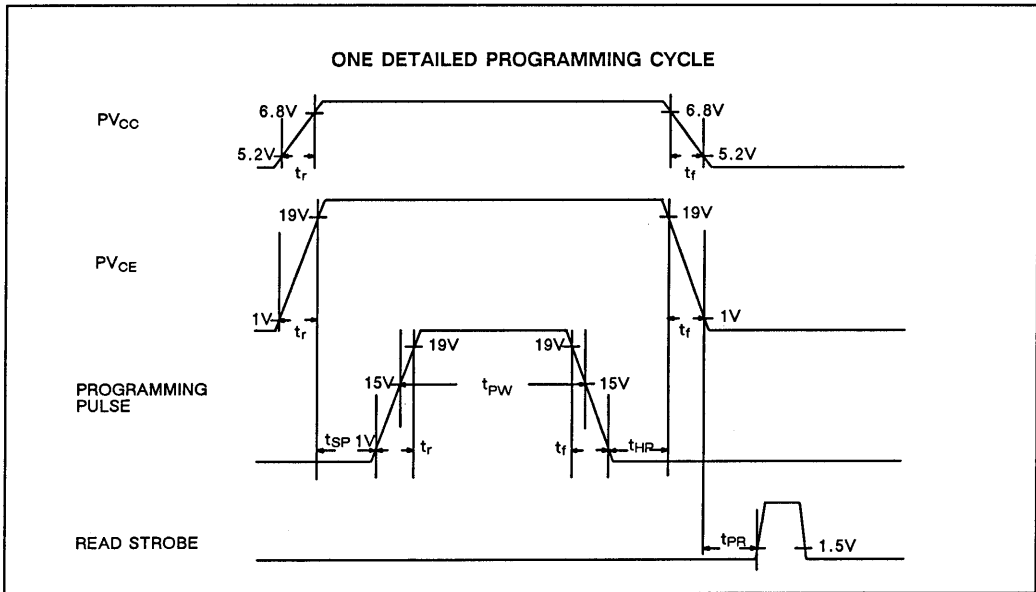 ONE DETAILED PROGRAMMING CYCLE
PVCC
6.8V
6.8V
5.2V
5.2V
tr
tf
PVCE
19V
19V
1V
1V
tr
tf
PROGRAMMING
PULSE
19V
19V
15V
tPW
15V
tSP
1V
tr
tf
tHP
READ STROBE
tPR
1.5V